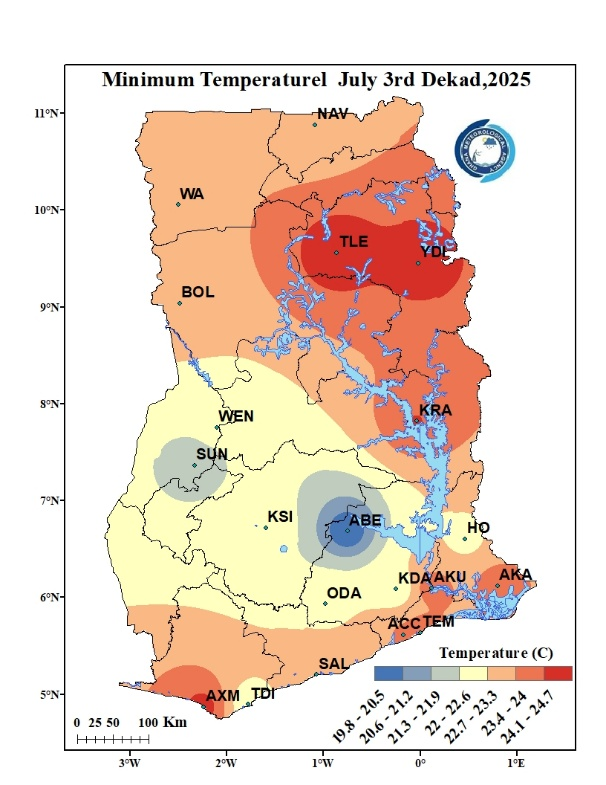 Minimum Temperaturel July 3rd Dekad,2025
11°N
10°N
9°N
8°N
7°N
6°N
5°N
NAV
WA
TLE
YDI
BOL
KRA
WEN
SUN
KSI
ABE
HO
ODA
KDA
AKU
AKA
ACC
TEM
SAL
AXM
TDI
GHANA METEOROLOGICAL AGENCY
Temperature (C)
19.8 - 20.5
20.6 - 21.2
21.3 - 21.9
22 - 22.6
22.7 - 23.3
23.4 - 24
24.1 - 24.7
0 25 50 100 Km
3°W 2°W 1°W 0° 1°E